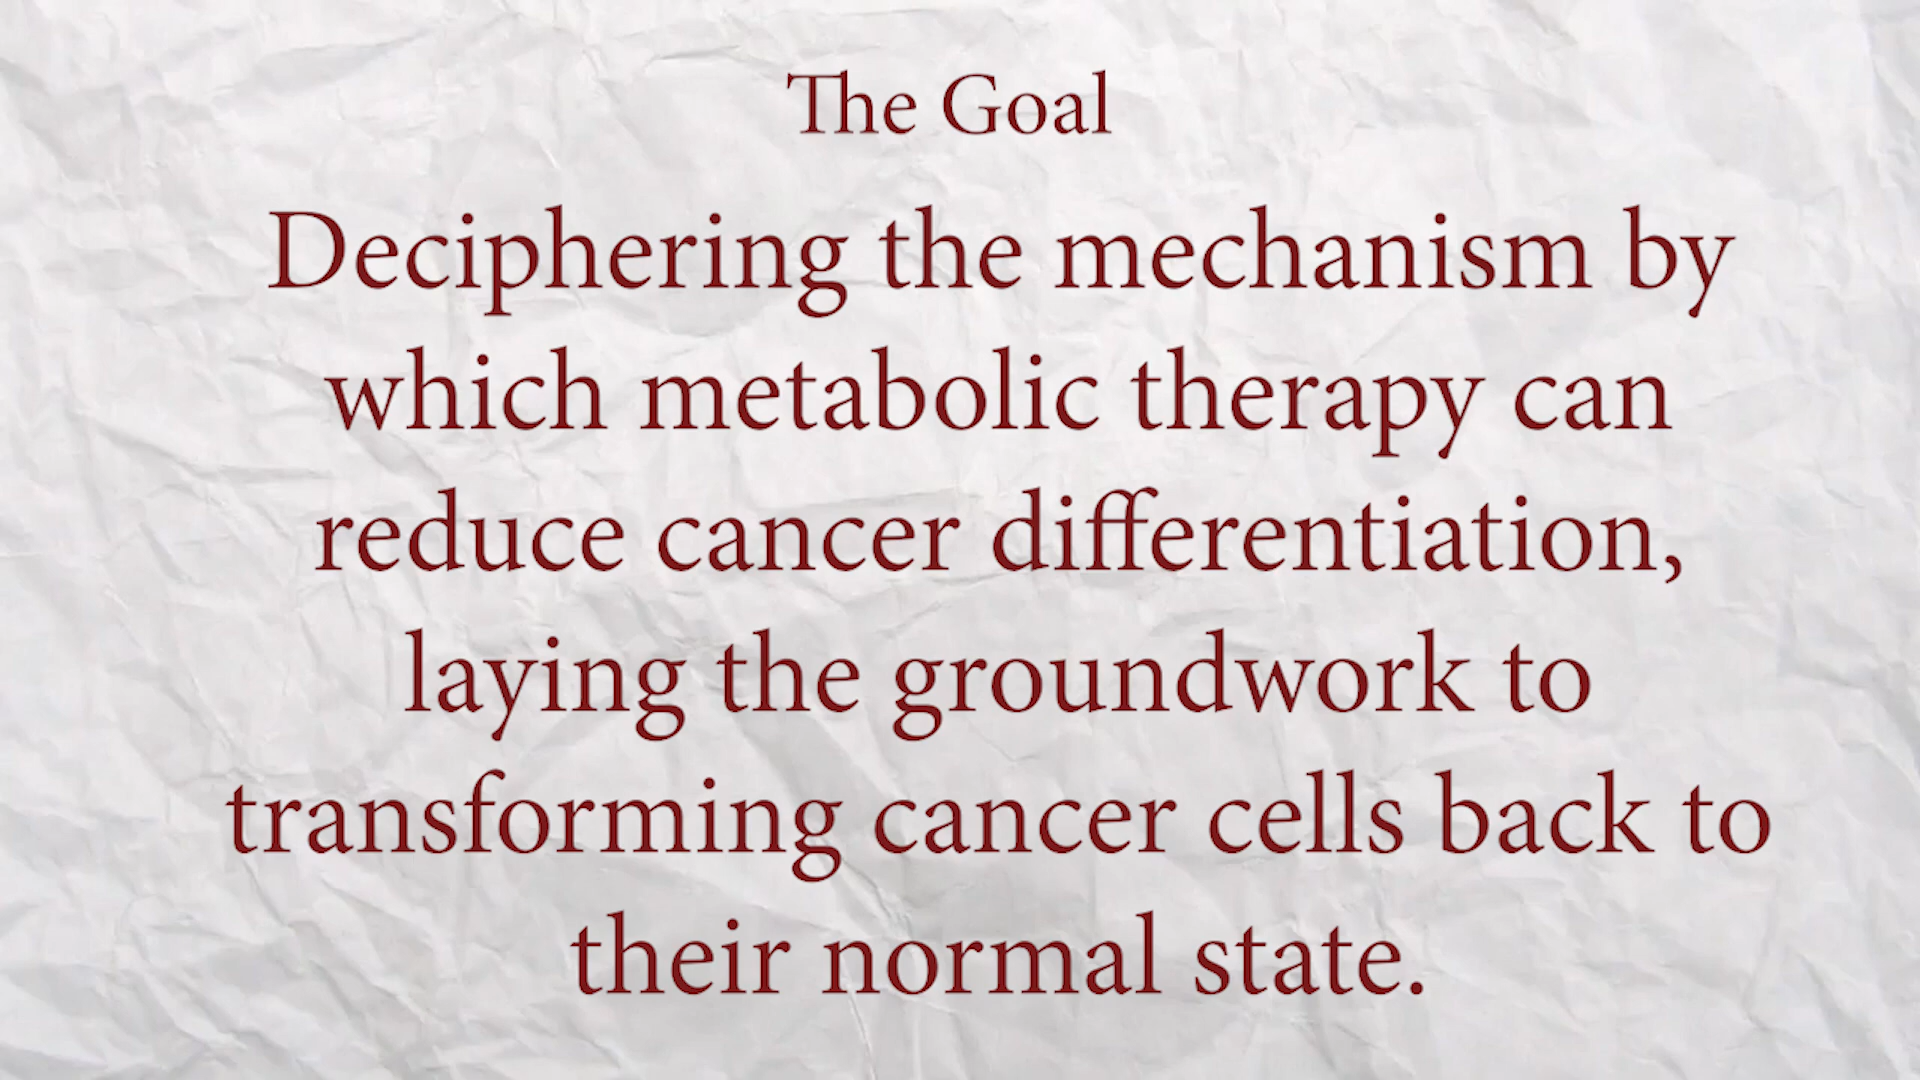 The Goal
Deciphering the mechanism by
which metabolic therapy can
reduce cancer differentiation,
laying the groundwork to
transforming cancer cells back to
their normal state.